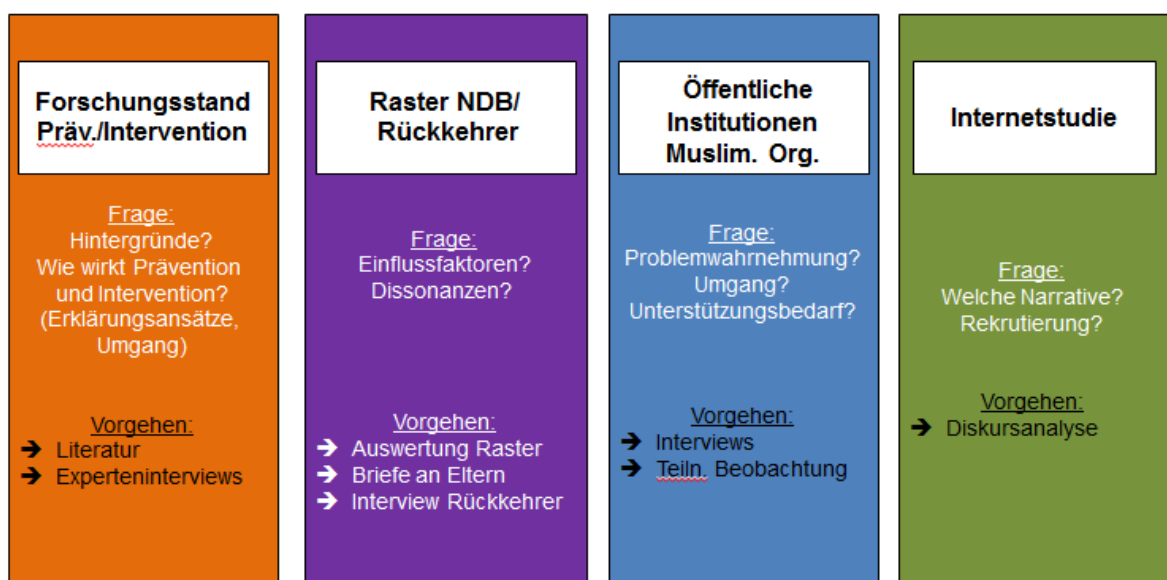 Forschungsstand
Präv./Intervention
Frage:
Hintergründe?
Wie wirkt Prävention
und Intervention?
(Erklärungsansätze,
Umgang)
Vorgehen:
➔ Literatur
➔ Experteninterviews
Raster NDB/
Rückkehrer
Frage:
Einflussfaktoren?
Dissonanzen?
Vorgehen:
➔ Auswertung Raster
➔ Briefe an Eltern
➔ Interview Rückkehrer
Öffentliche
Institutionen
Muslim. Org.
Frage:
Problemwahrnehmung?
Umgang?
Unterstützungsbedarf?
Vorgehen:
➔ Interviews
➔ Teiln. Beobachtung
Internetstudie
Frage:
Welche Narrative?
Rekrutierung?
Vorgehen:
➔ Diskursanalyse